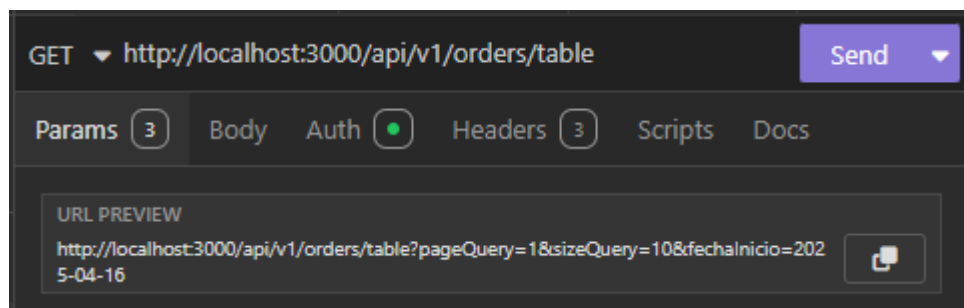 GET http://localhost:3000/api/v1/orders/table Send
Params 3 Body Auth Headers 3 Scripts Docs
URL PREVIEW
http://localhost:3000/api/v1/orders/table?pageQuery=1&sizeQuery=10&fechaInicio=202
5-04-16